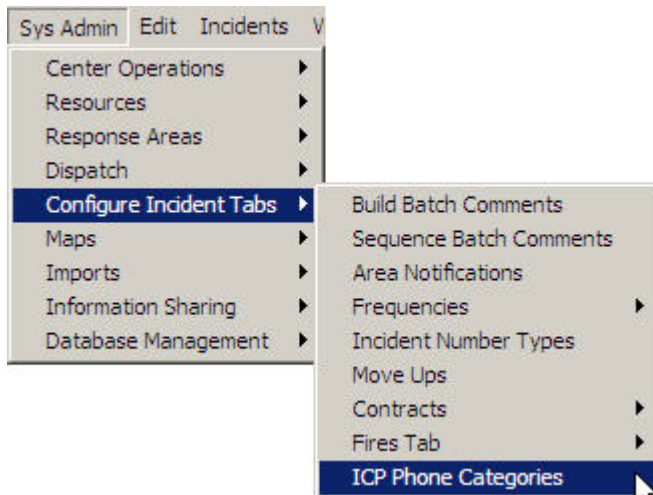 Sys Admin Edit Incidents
Center Operations
Resources
Response Areas
Dispatch
Configure Incident Tabs
Maps
Imports
Information Sharing
Database Management
Build Batch Comments
Sequence Batch Comments
Area Notifications
Frequencies
Incident Number Types
Move Ups
Contracts
Fires Tab
ICP Phone Categories